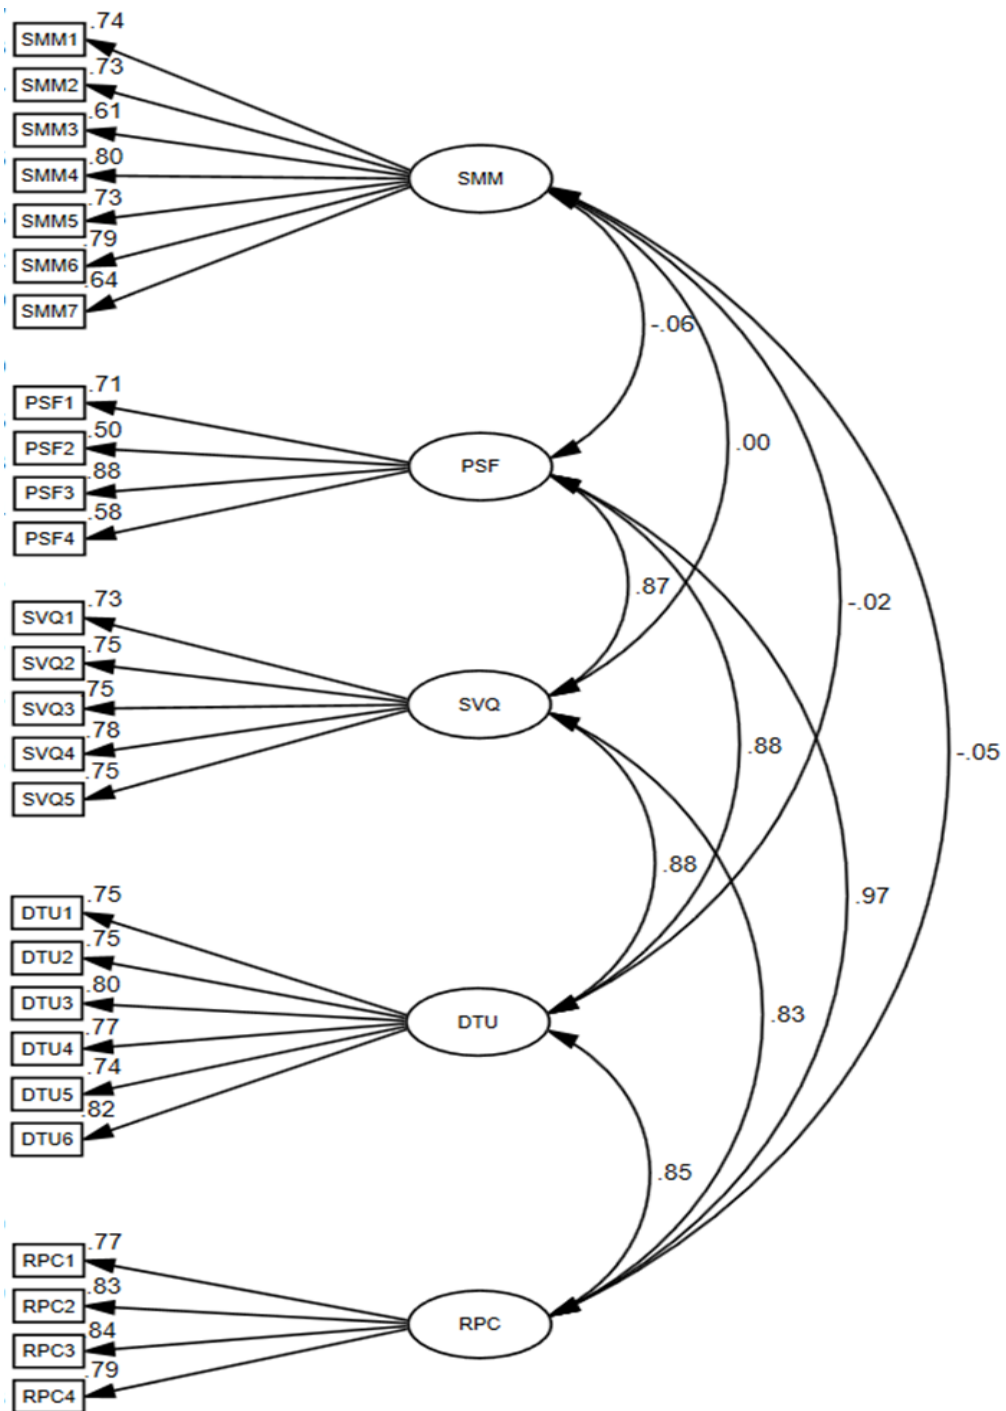 .74
SMM1
.73
SMM2
.61
SMM3
.80
SMM4
SMM
.73
SMM5
.79
SMM6
.64
SMM7
-.06
.71
PSF1
.50
PSF2
.00
.88
PSF3
PSF
.58
PSF4
.87
.73
SVQ1
-.02
.75
SVQ2
75
SVQ3
SVQ
.78
SVQ4
.88
-.05
.75
SVQ5
.88
.75
DTU1
.97
.75
DTU2
.80
DTU3
DTU
.83
.77
DTU4
.74
DTU5
.82
DTU6
.85
.77
RPC1
.83
RPC2
RPC
84
RPC3
.79
RPC4